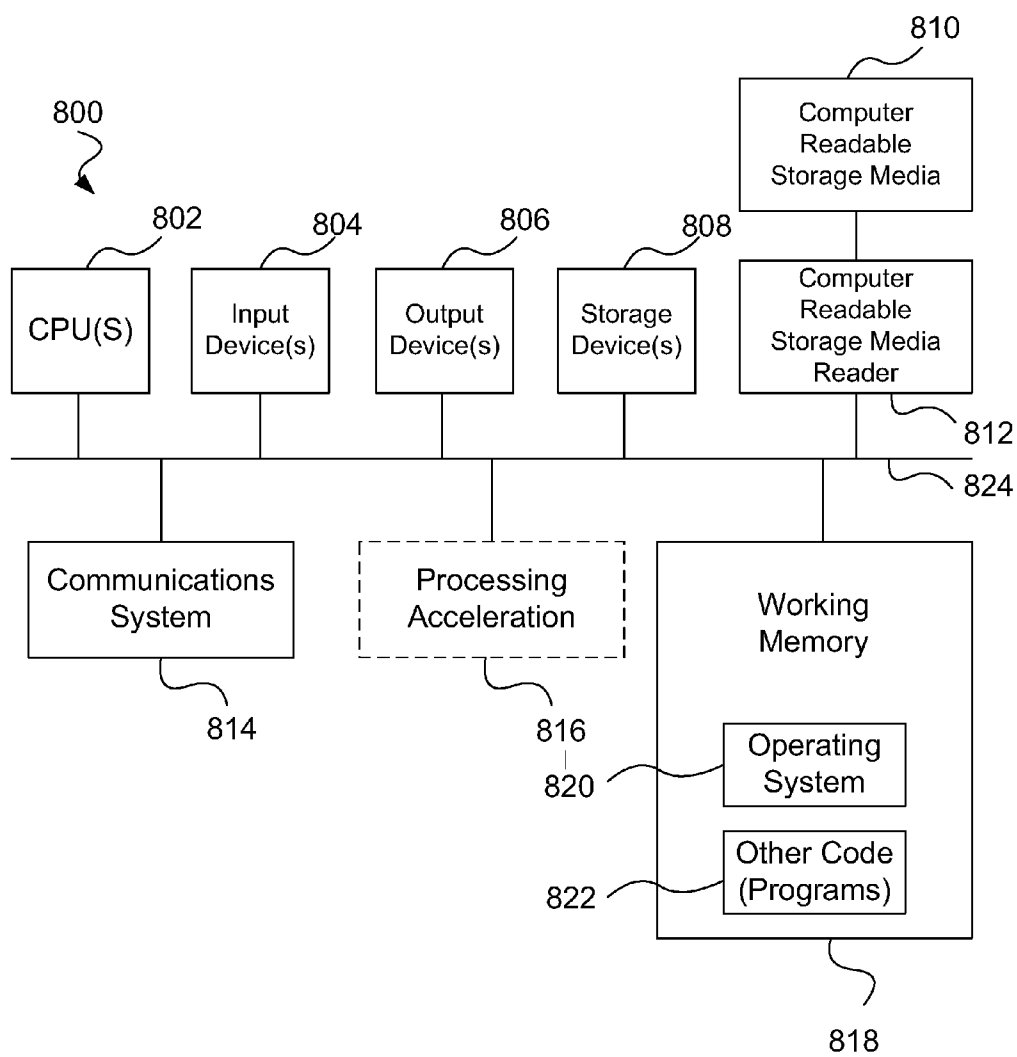 810
Computer
Readable
Storage Media
800
802
804
806
808
CPU(S)
Input
Device(s)
Output
Device(s)
Storage
Device(s)
Computer
Readable
Storage Media
Reader
812
824
Communications
System
814
Processing
Acceleration
816
Working
Memory
820
Operating
System
822
Other Code
(Programs)
818